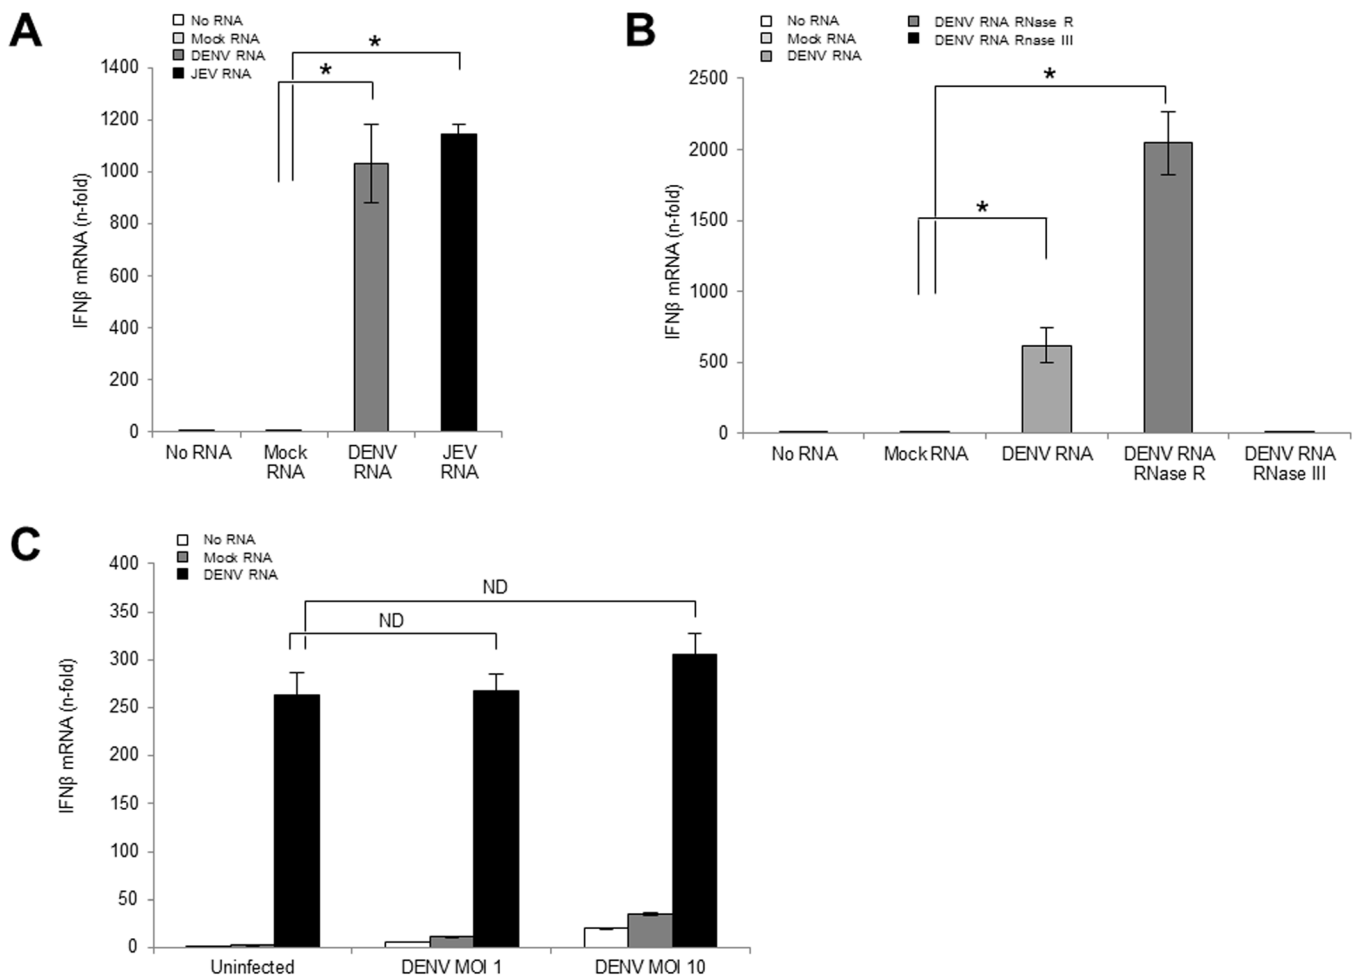 A
No RNA
Mock RNA
DENV RNA
JEV RNA
*
*
1400
1200
1000
800
600
400
200
0
IFNβ mRNA (n-fold)
No RNA
Mock
RNA
DENV
RNA
JEV
RNA
B
No RNA
Mock RNA
DENV RNA
DENV RNA RNase R
DENV RNA Rnase III
*
*
2500
2000
1500
1000
500
0
IFNβ mRNA (n-fold)
No RNA
Mock RNA
DENV RNA
DENV RNA
RNase R
DENV RNA
RNase III
C
No RNA
Mock RNA
DENV RNA
ND
ND
400
350
300
250
200
150
100
50
0
IFNβ mRNA (n-fold)
Uninfected
DENV MOI 1
DENV MOI 10